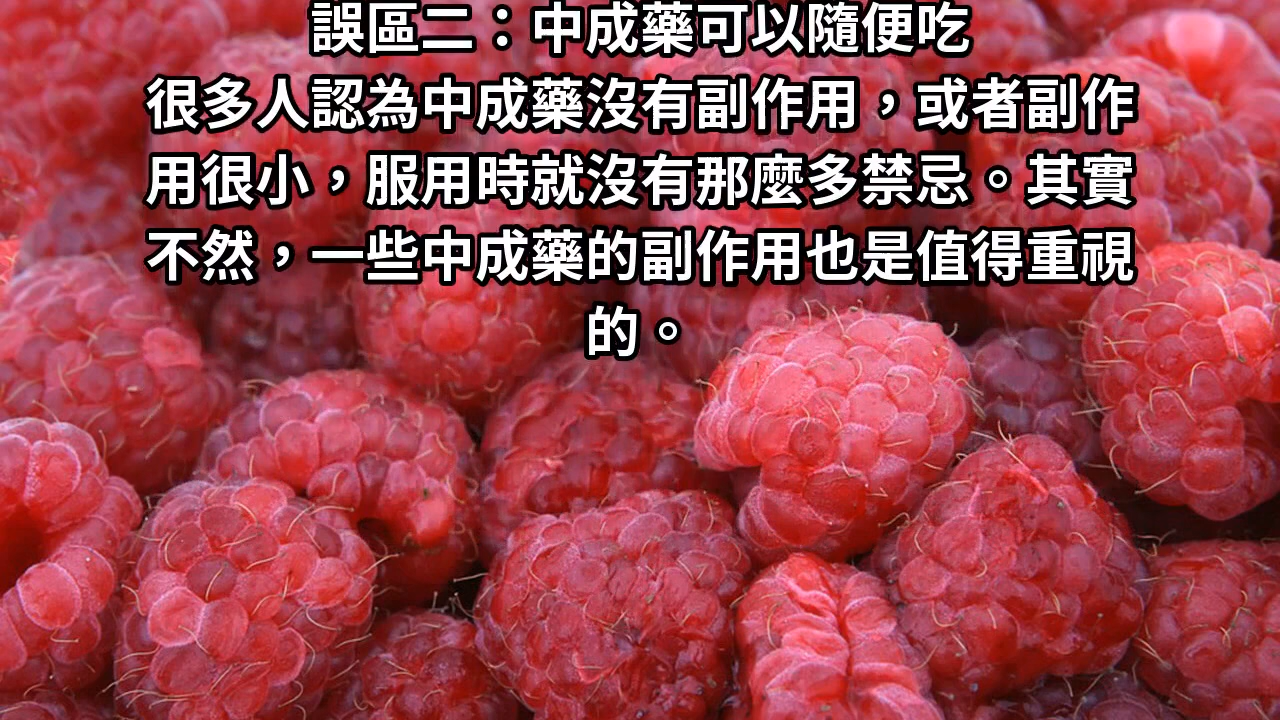 誤區二：中成藥可以隨便吃
很多人認為中成藥沒有副作用，或者副作
用很小，服用時就沒有那麼多禁忌。其實
不然，一些中成藥的副作用也是值得重視
的。